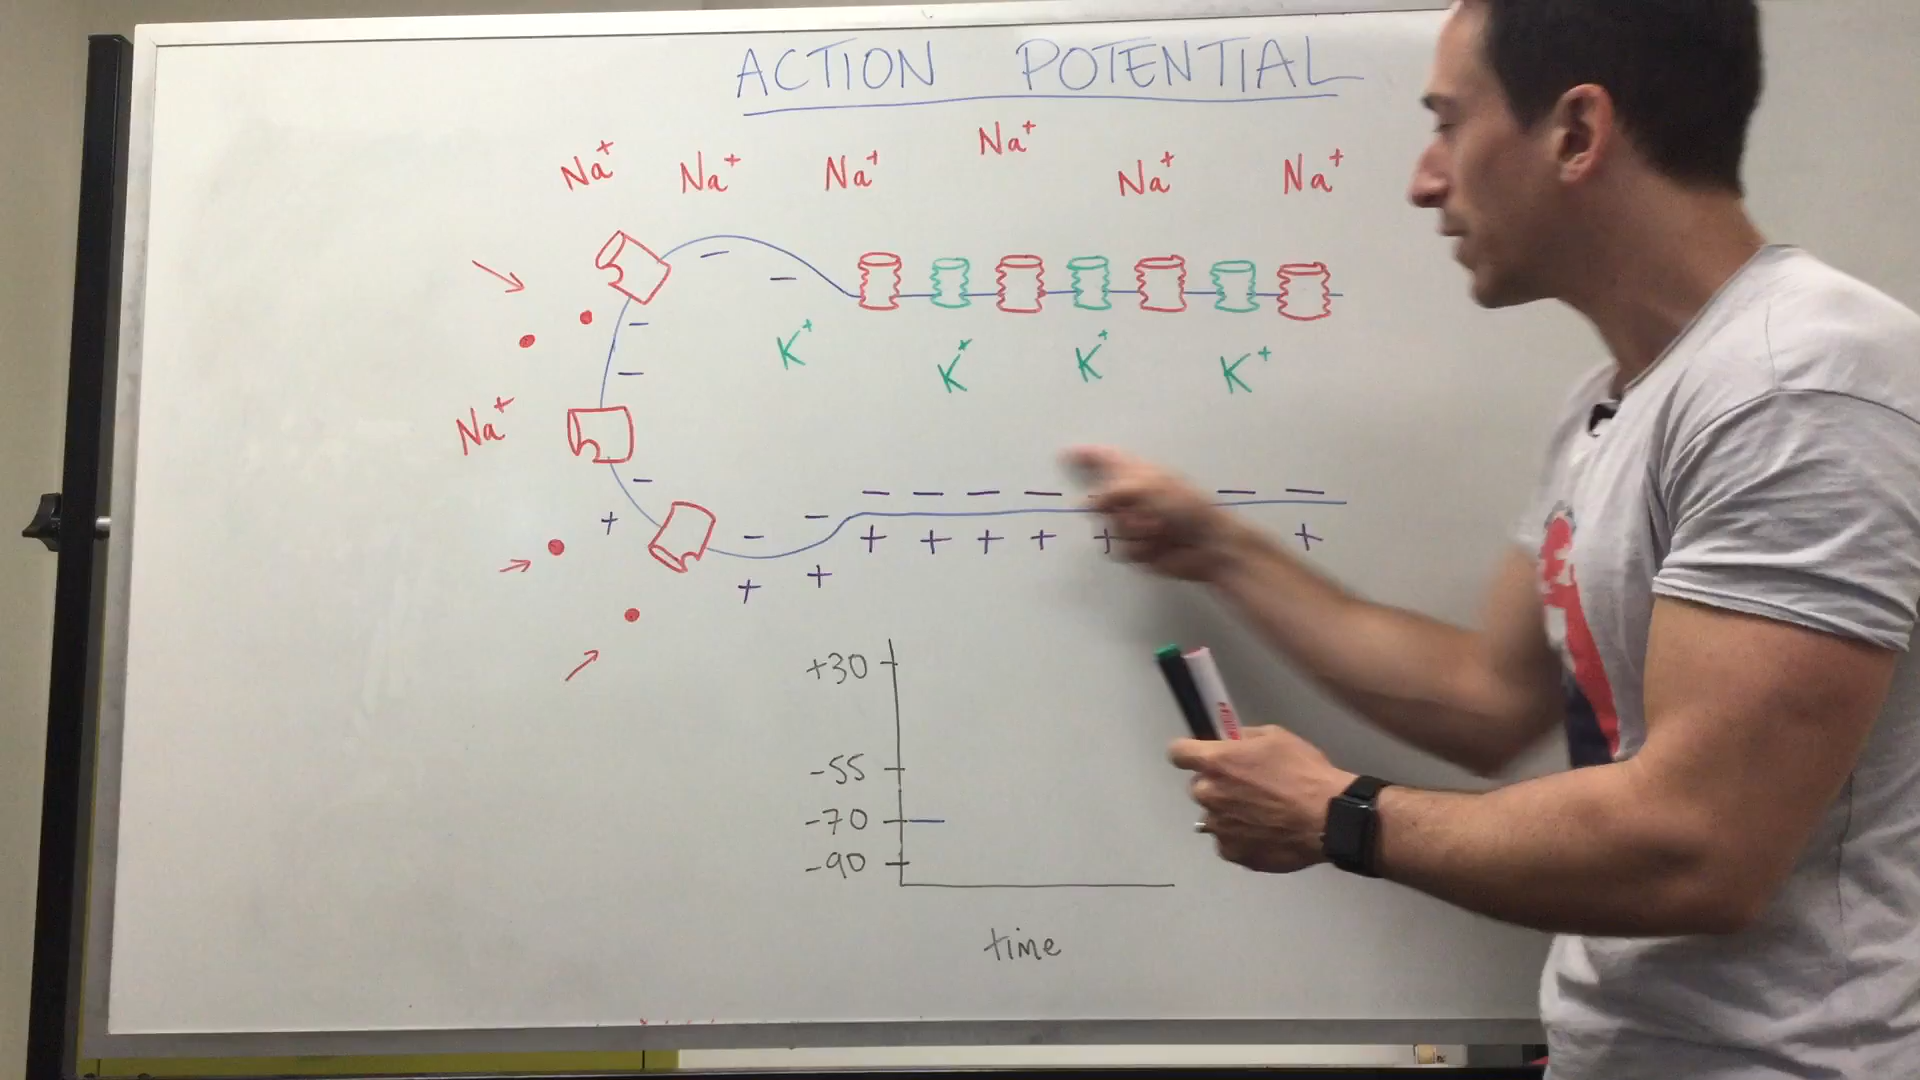 ACTION POTENTIAL
Na⁺ Na⁺ Na⁺ Na⁺ Na⁺ Na⁺
− −
− K⁺ K⁺ K⁺ K⁺
−
Na⁺
−
− − − − − − −
+ − −
+ + + + + +
+ +
+30
-55
-70
-90
time